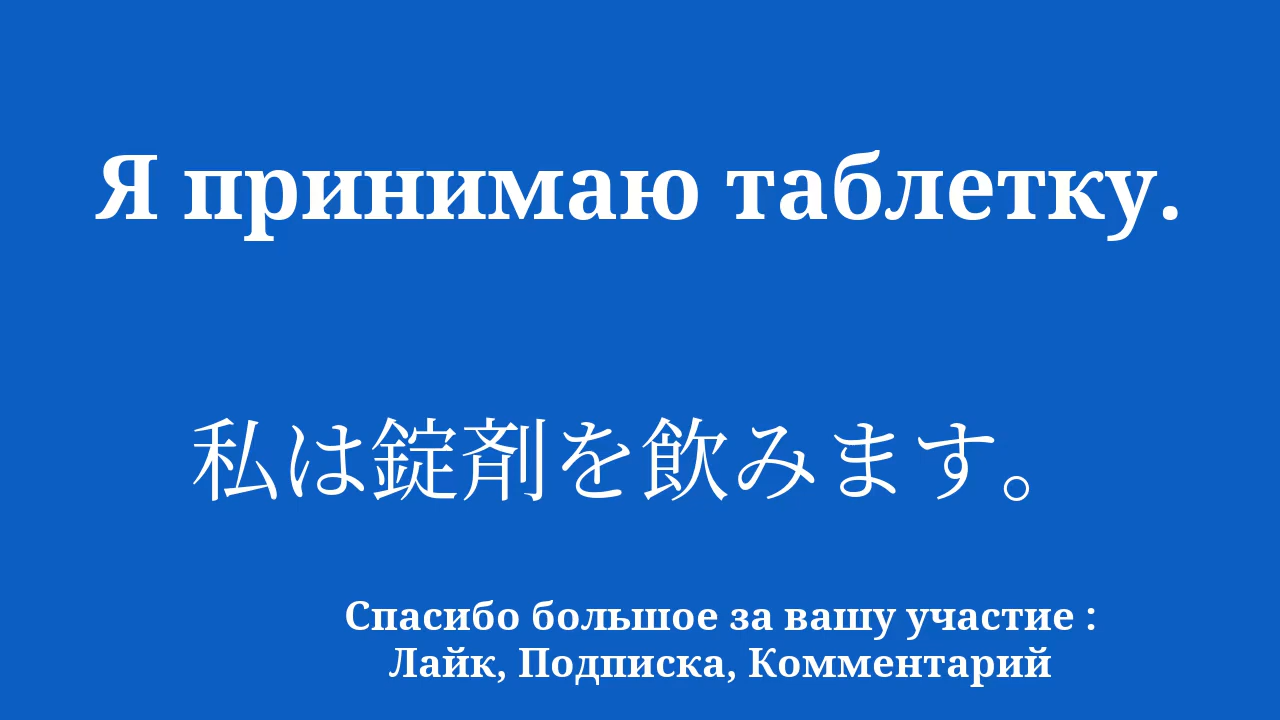 Я принимаю таблетку.
私は錠剤を飲みます。
Спасибо большое за вашу участие :
Лайк, Подписка, Комментарий